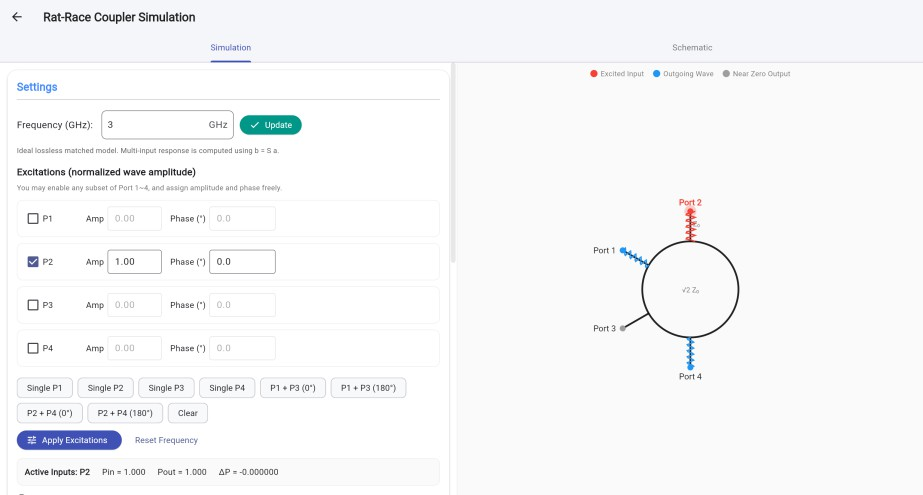 Rat-Race Coupler Simulation
Simulation
Schematic
Settings
Frequency (GHz): 3 GHz Update
Ideal lossless matched model. Multi-input response is computed using b = S a.
Excitations (normalized wave amplitude)
You may enable any subset of Port 1~4, and assign amplitude and phase freely.
P1 Amp 0.00 Phase (°) 0.0
P2 Amp 1.00 Phase (°) 0.0
P3 Amp 0.00 Phase (°) 0.0
P4 Amp 0.00 Phase (°) 0.0
Single P1 Single P2 Single P3 Single P4 P1 + P3 (0°) P1 + P3 (180°)
P2 + P4 (0°) P2 + P4 (180°) Clear
Apply Excitations Reset Frequency
Active Inputs: P2 Pin = 1.000 Pout = 1.000 ΔP = -0.000000
Excited Input Outgoing Wave Near Zero Output
Port 2
Port 1
√2 Z₀
Port 3
Port 4